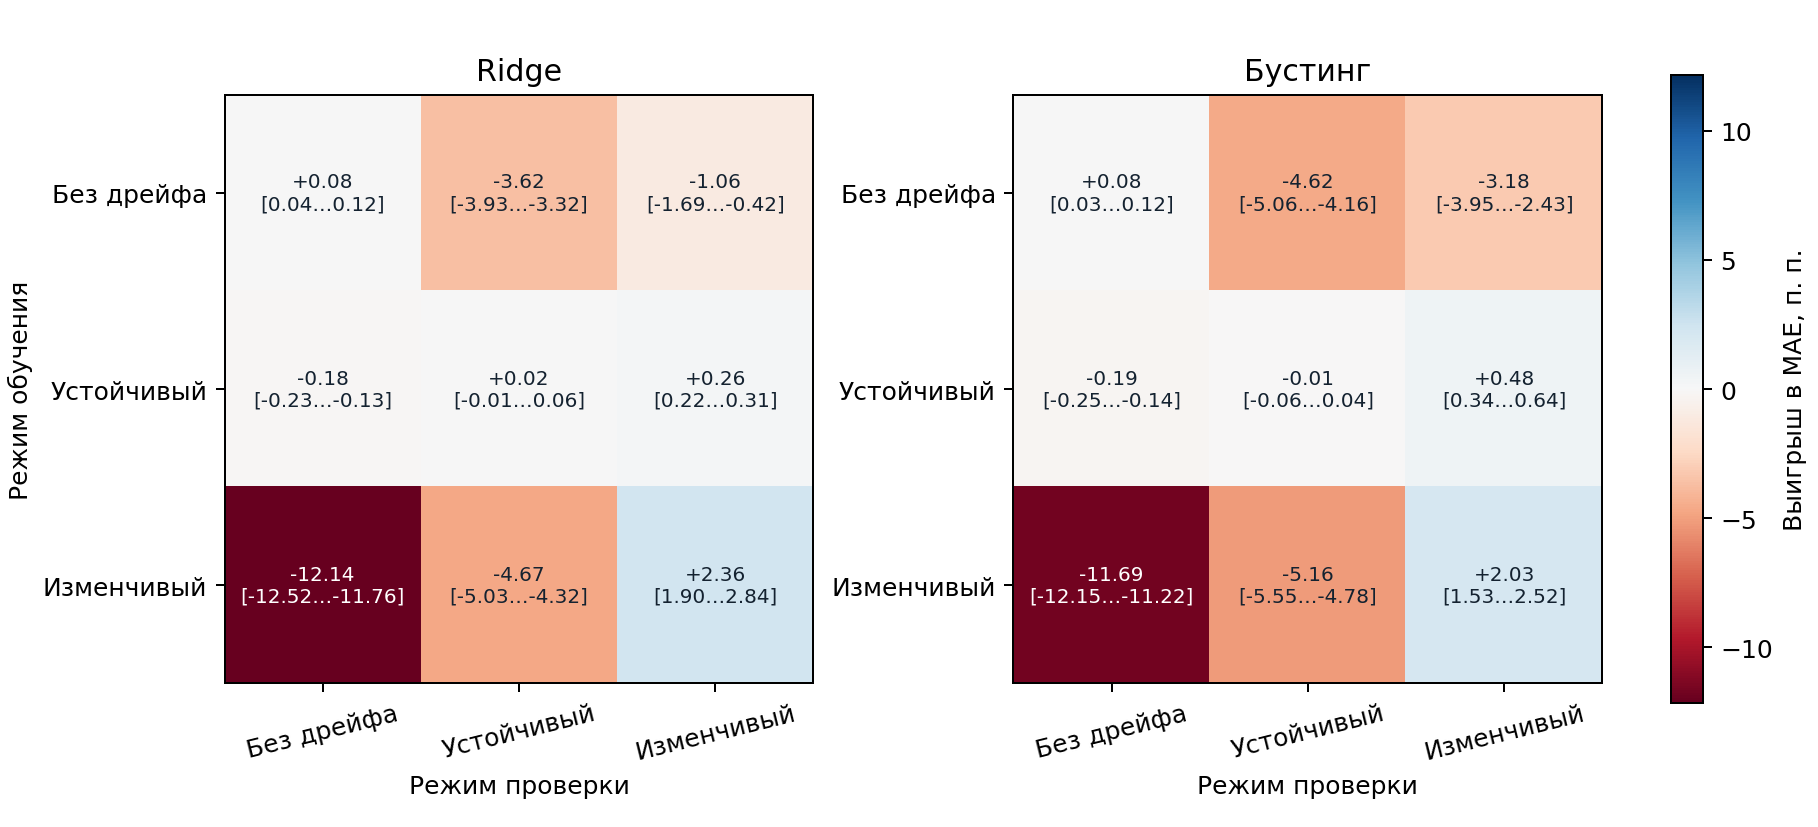 Ridge
Режим обучения
Без дрейфа
Устойчивый
Изменчивый
+0.08
[0.04...0.12]
-3.62
[-3.93...-3.32]
-1.06
[-1.69...-0.42]
-0.18
[-0.23...-0.13]
+0.02
[-0.01...0.06]
+0.26
[0.22...0.31]
-12.14
[-12.52...-11.76]
-4.67
[-5.03...-4.32]
+2.36
[1.90...2.84]
Без дрейфа
Устойчивый
Изменчивый
Режим проверки
Бустинг
Без дрейфа
Устойчивый
Изменчивый
+0.08
[0.03...0.12]
-4.62
[-5.06...-4.16]
-3.18
[-3.95...-2.43]
-0.19
[-0.25...-0.14]
-0.01
[-0.06...0.04]
+0.48
[0.34...0.64]
-11.69
[-12.15...-11.22]
-5.16
[-5.55...-4.78]
+2.03
[1.53...2.52]
Без дрейфа
Устойчивый
Изменчивый
Режим проверки
10
5
0
−5
−10
Выигрыш в MAE, п. п.